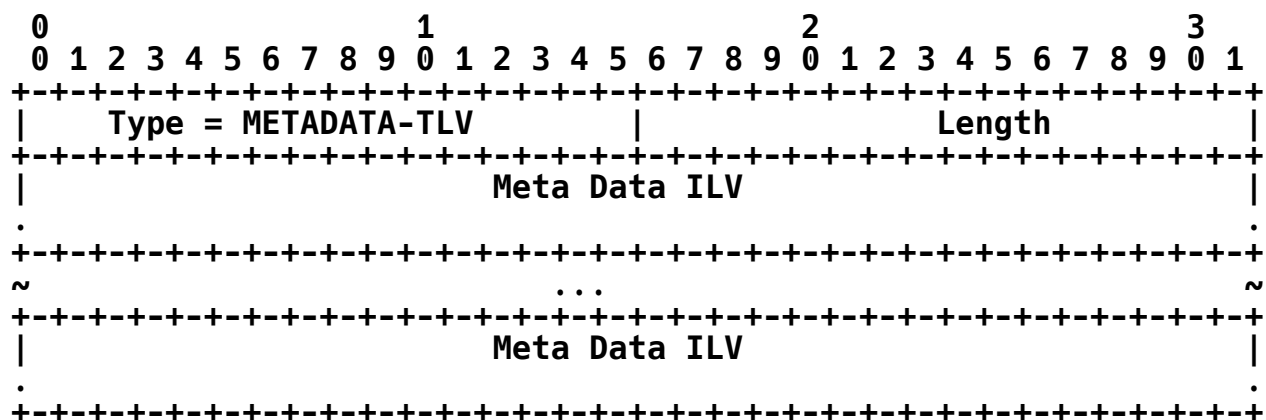 0                   1                   2                   3
 0 1 2 3 4 5 6 7 8 9 0 1 2 3 4 5 6 7 8 9 0 1 2 3 4 5 6 7 8 9 0 1
+-+-+-+-+-+-+-+-+-+-+-+-+-+-+-+-+-+-+-+-+-+-+-+-+-+-+-+-+-+-+-+-+
|    Type = METADATA-TLV        |               Length          |
+-+-+-+-+-+-+-+-+-+-+-+-+-+-+-+-+-+-+-+-+-+-+-+-+-+-+-+-+-+-+-+-+
|                        Meta Data ILV                          |
.                                                               .
+-+-+-+-+-+-+-+-+-+-+-+-+-+-+-+-+-+-+-+-+-+-+-+-+-+-+-+-+-+-+-+-+
~                           ...                                 ~
+-+-+-+-+-+-+-+-+-+-+-+-+-+-+-+-+-+-+-+-+-+-+-+-+-+-+-+-+-+-+-+-+
|                        Meta Data ILV                          |
.                                                               .
+-+-+-+-+-+-+-+-+-+-+-+-+-+-+-+-+-+-+-+-+-+-+-+-+-+-+-+-+-+-+-+-+